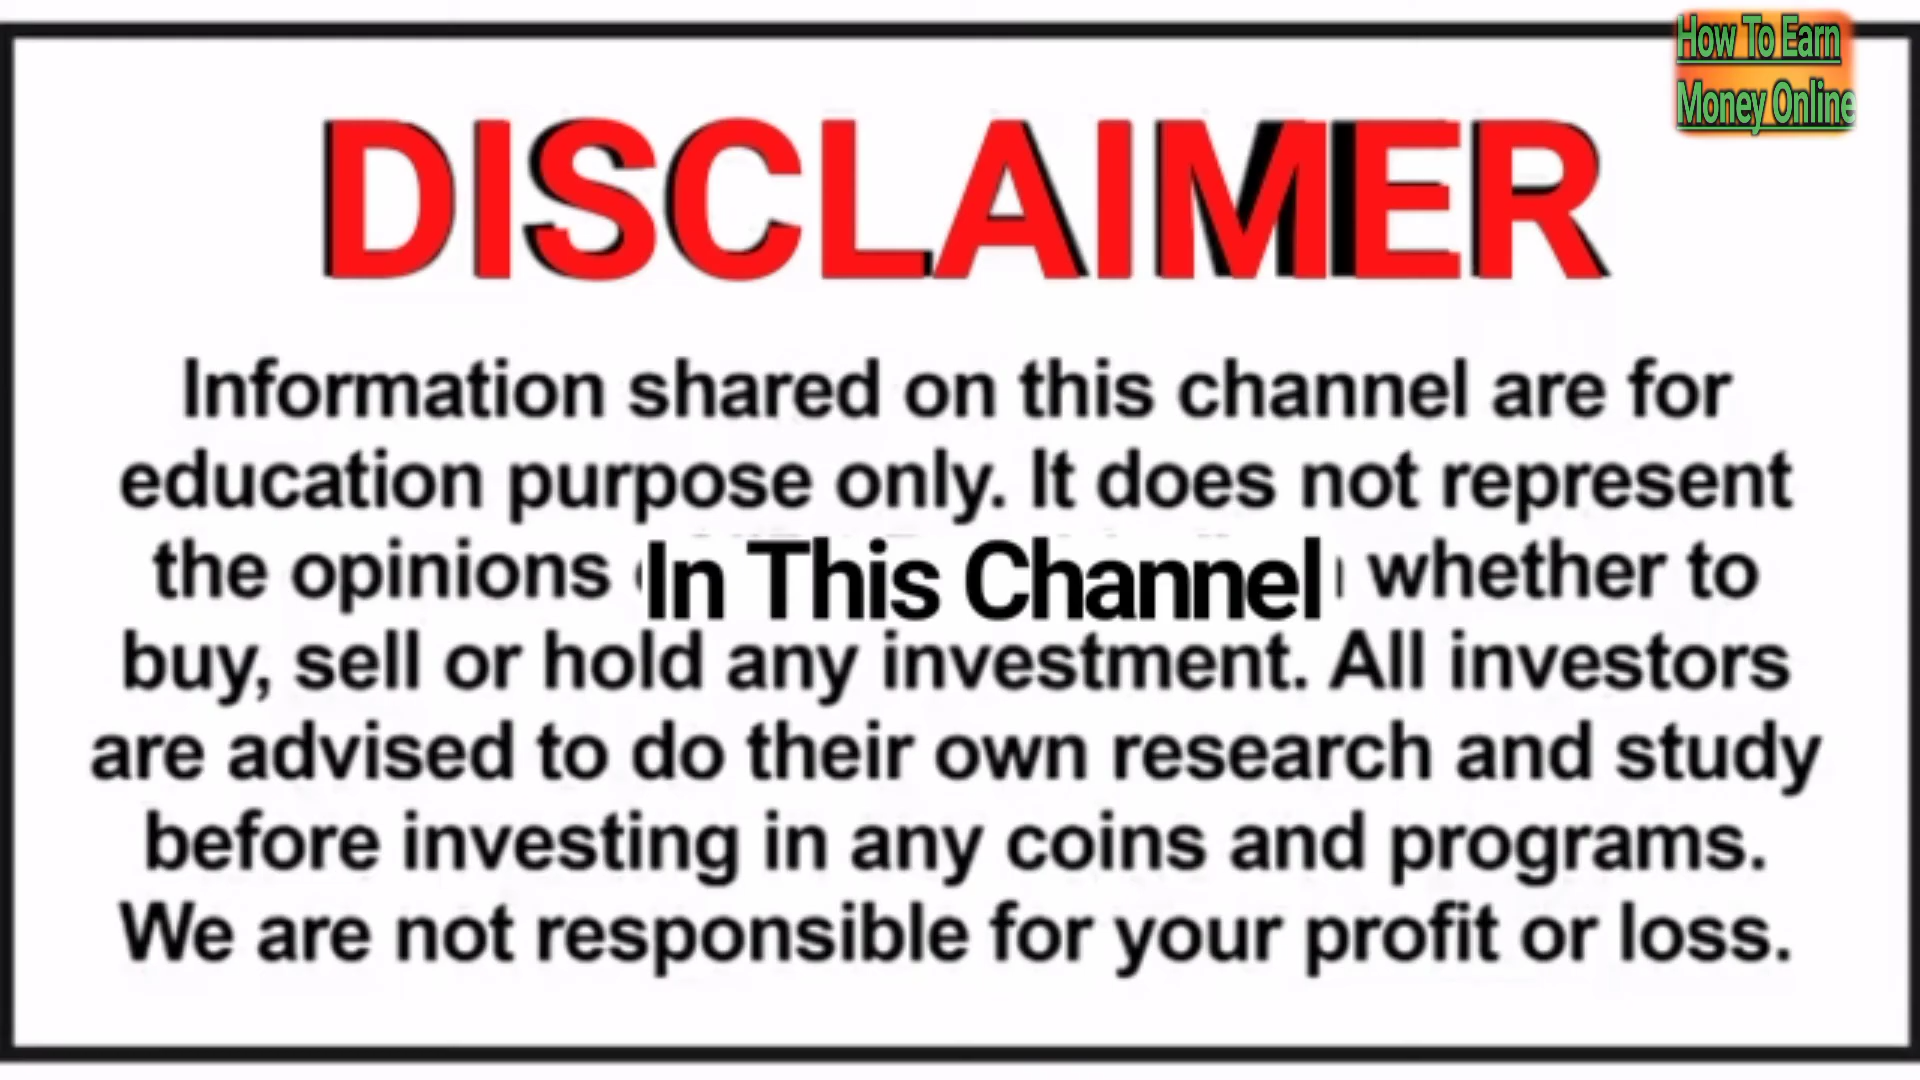 How To Earn
Money Online
DISCLAIMER
Information shared on this channel are for
education purpose only. It does not represent
the opinions In This Channel whether to
buy, sell or hold any investment. All investors
are advised to do their own research and study
before investing in any coins and programs.
We are not responsible for your profit or loss.